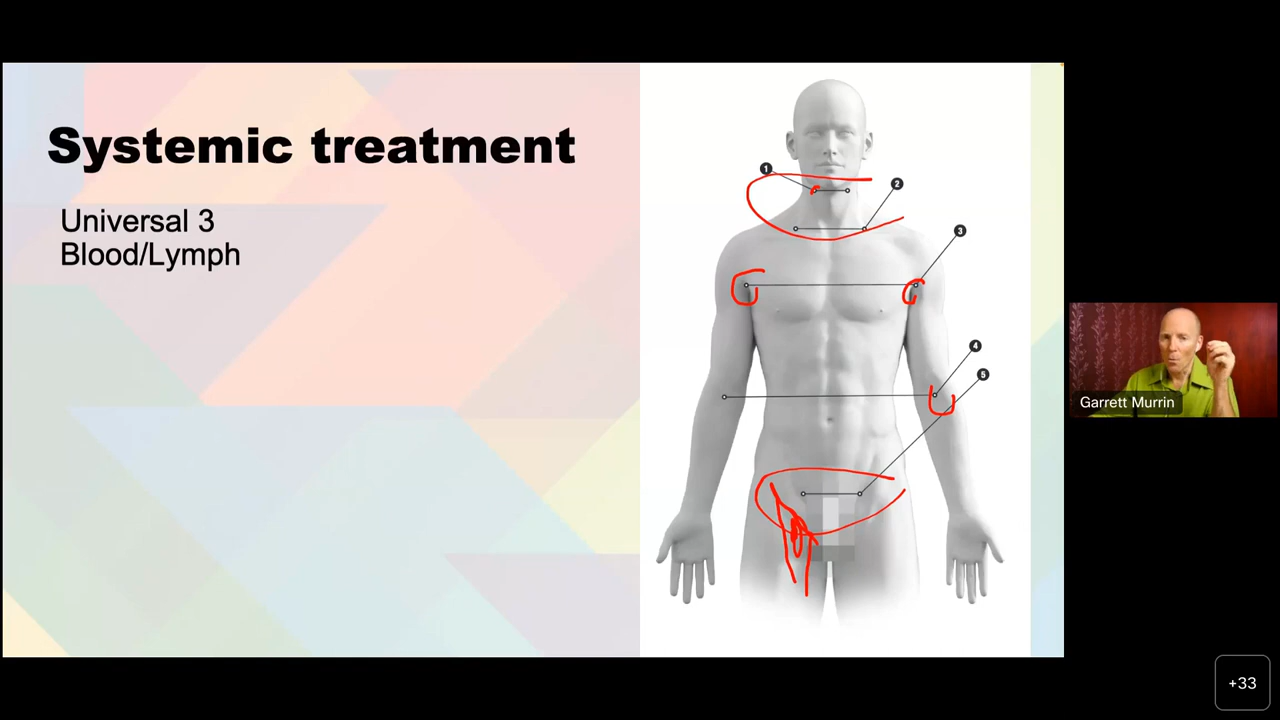 Systemic treatment
Universal 3
Blood/Lymph
1
2
3
4
5
Garrett Murrin
+33